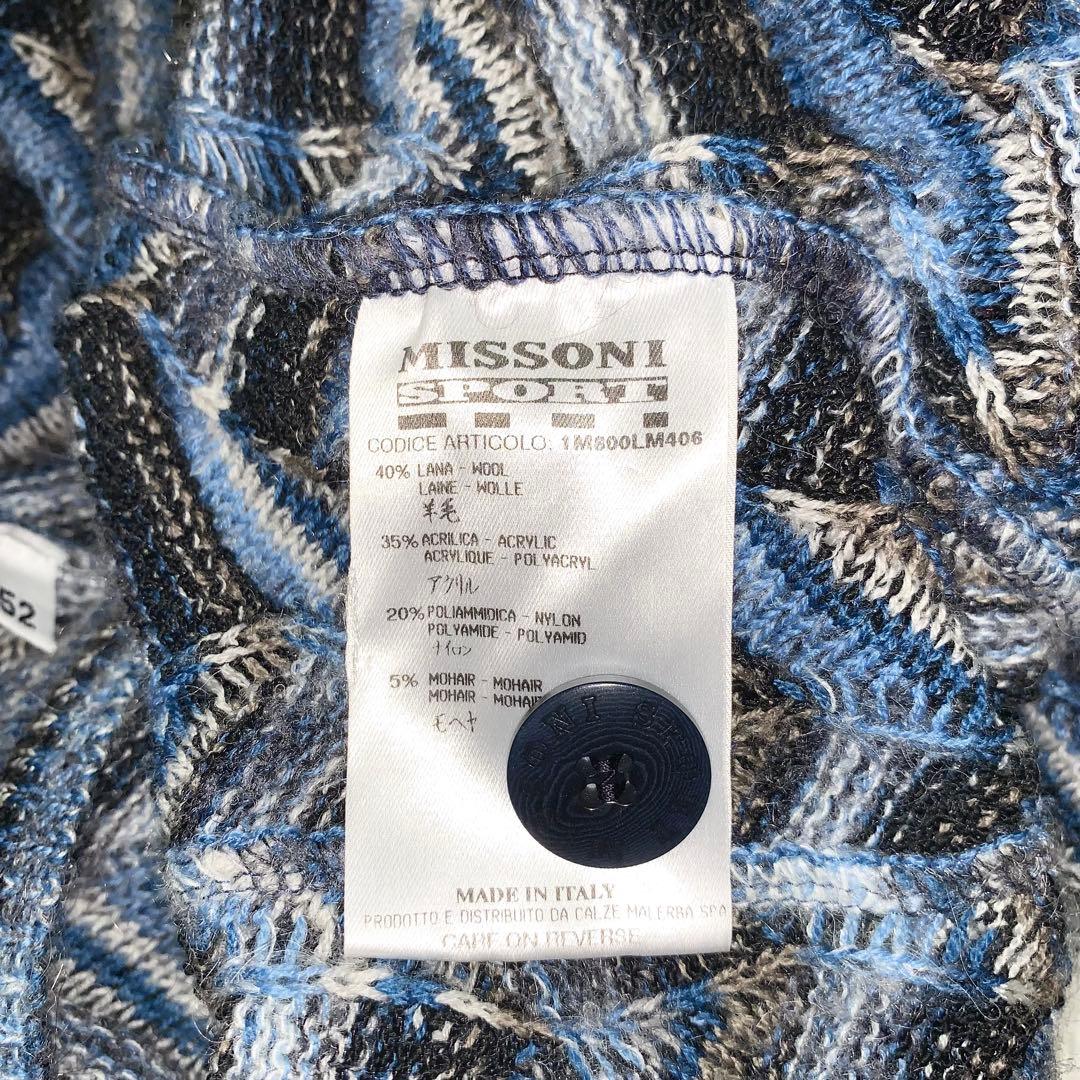 MISSONI
SPORT
CODICE ARTICOLO: 1M800LM406
40% LANA - WOOL
LAINE - WOLLE
羊毛
35% ACRILICA - ACRYLIC
ACRYLIQUE - POLYACRYL
アクリル
20% POLIAMMIDICA - NYLON
POLYAMIDE - POLYAMID
ナイロン
5% MOHAIR - MOHAIR
MOHAIR - MOHAIR
モヘヤ
MADE IN ITALY
PRODOTTO E DISTRIBUITO DA CALZE MALERBA SPA
CARE ON REVERSE
52